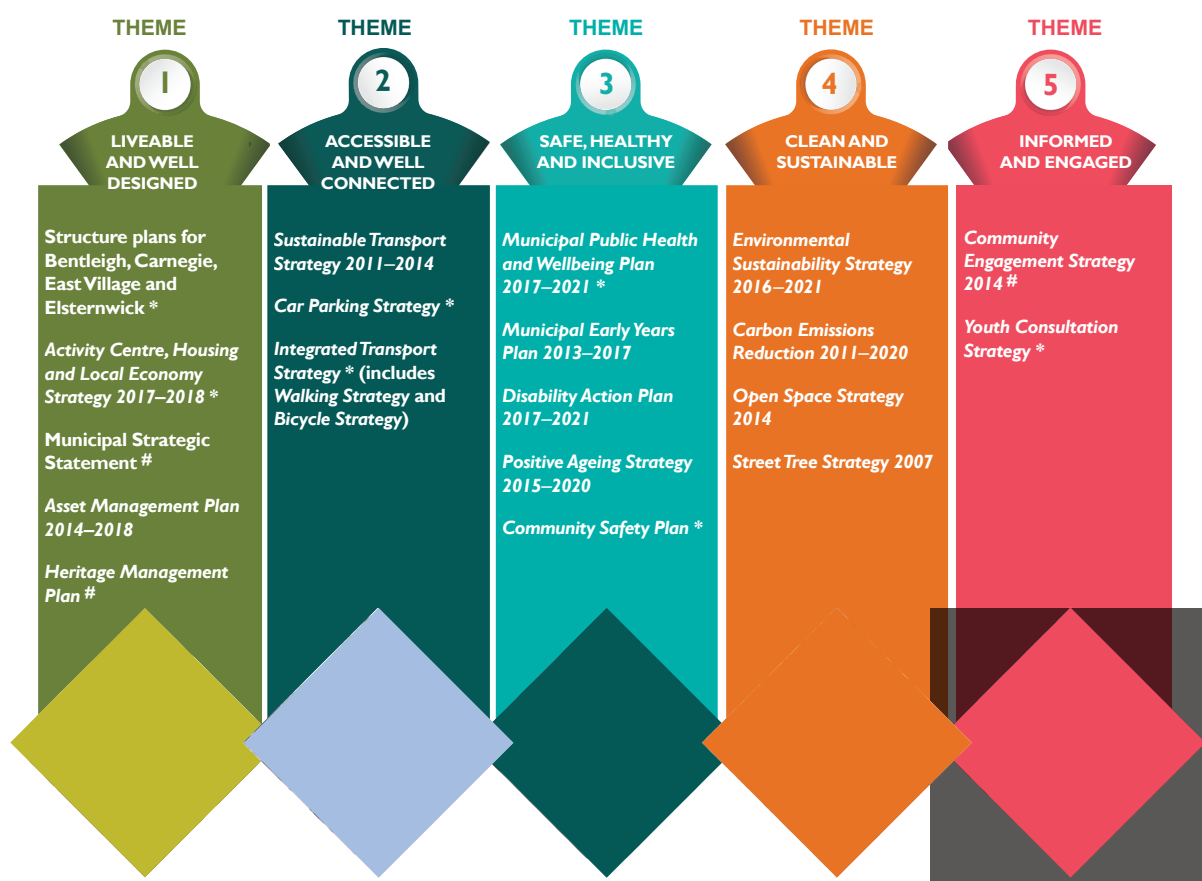 THEME
1
LIVEABLE
AND WELL
DESIGNED
Structure plans for
Bentleigh, Carnegie,
East Village and
Elsternwick *
Activity Centre, Housing
and Local Economy
Strategy 2017–2018 *
Municipal Strategic
Statement #
Asset Management Plan
2014–2018
Heritage Management
Plan #
THEME
2
ACCESSIBLE
AND WELL
CONNECTED
Sustainable Transport
Strategy 2011–2014
Car Parking Strategy *
Integrated Transport
Strategy * (includes
Walking Strategy and
Bicycle Strategy)
THEME
3
SAFE, HEALTHY
AND INCLUSIVE
Municipal Public Health
and Wellbeing Plan
2017–2021 *
Municipal Early Years
Plan 2013–2017
Disability Action Plan
2017–2021
Positive Ageing Strategy
2015–2020
Community Safety Plan *
THEME
4
CLEAN AND
SUSTAINABLE
Environmental
Sustainability Strategy
2016–2021
Carbon Emissions
Reduction 2011–2020
Open Space Strategy
2014
Street Tree Strategy 2007
THEME
5
INFORMED
AND ENGAGED
Community
Engagement Strategy
2014 #
Youth Consultation
Strategy *